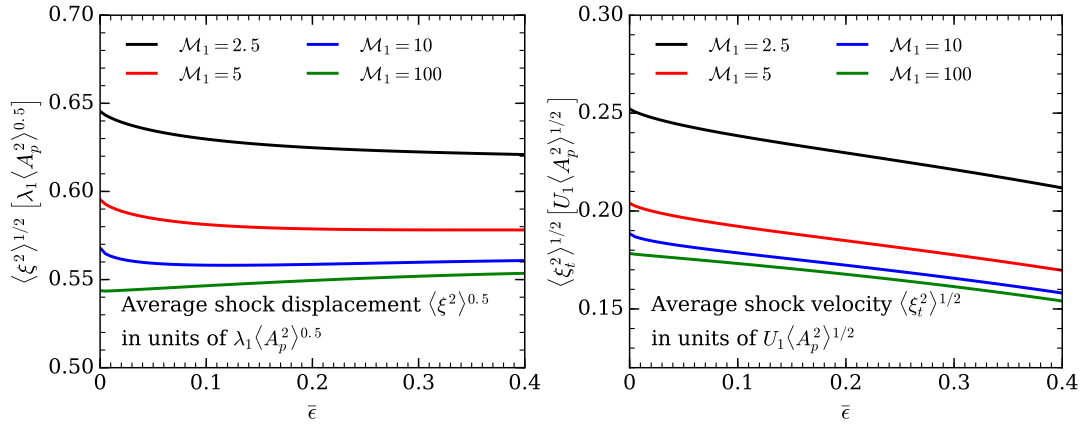 0.70
0.65
0.60
0.55
0.50
⟨ξ²⟩^{1/2} [λ₁⟨A_p²⟩^{0.5}]
M₁ = 2.5
M₁ = 10
M₁ = 5
M₁ = 100
Average shock displacement ⟨ξ²⟩^{0.5}
in units of λ₁⟨A_p²⟩^{0.5}
0 0.1 0.2 0.3 0.4
ε̄
0.30
0.25
0.20
0.15
⟨ξ_t²⟩^{1/2} [U₁⟨A_p²⟩^{1/2}]
M₁ = 2.5
M₁ = 10
M₁ = 5
M₁ = 100
Average shock velocity ⟨ξ_t²⟩^{1/2}
in units of U₁⟨A_p²⟩^{1/2}
0 0.1 0.2 0.3 0.4
ε̄